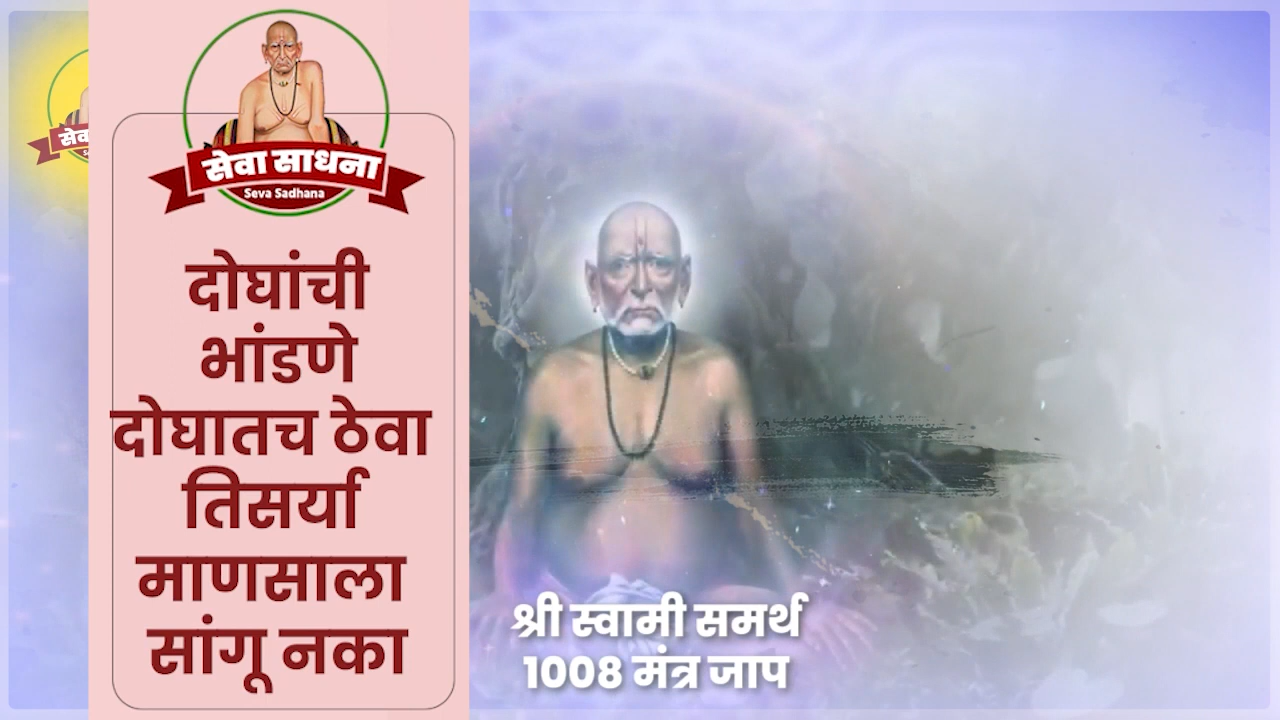 सेवा साधना
Seva Sadhana
दोघांची
भांडणे
दोघातच ठेवा
तिसर्या
माणसाला
सांगू नका
श्री स्वामी समर्थ
1008 मंत्र जाप